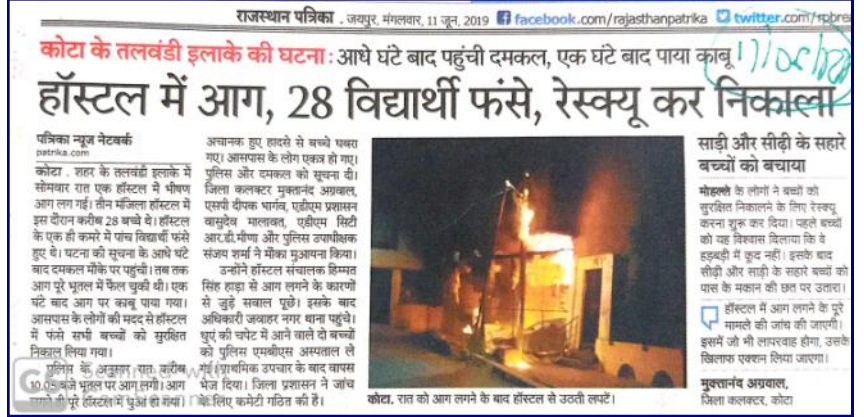 राजस्थान पत्रिका . जयपुर, मंगलवार, 11 जून, 2019 facebook.com/rajasthanpatrika twitter.com/rpbrea
कोटा के तलवंडी इलाके की घटना: आधे घंटे बाद पहुंची दमकल, एक घंटे बाद पाया काबू
हॉस्टल में आग, 28 विद्यार्थी फंसे, रेस्क्यू कर निकाला
पत्रिका न्यूज नेटवर्क
patrika.com
कोटा . शहर के तलवंडी इलाके में
सोमवार रात एक हॉस्टल में भीषण
आग लग गई। तीन मंजिला हॉस्टल में
इस दौरान करीब 28 बच्चे थे। हॉस्टल
के एक ही कमरे में पांच विद्यार्थी फंसे
हुए थे। घटना की सूचना के आधे घंटे
बाद दमकल मौके पर पहुंची। तब तक
आग पूरे भूतल में फैल चुकी थी। एक
घंटे बाद आग पर काबू पाया गया।
आसपास के लोगों की मदद से हॉस्टल
में फंसे सभी बच्चों को सुरक्षित
निकाल लिया गया।
पुलिस के अनुसार रात करीब
10.05 बजे भूतल पर आग लगी। आग
ही पूरे हॉस्टल में धुआं हो गया।
अचानक हुए हादसे से बच्चे घबरा
गए। आसपास के लोग एकत्र हो गए।
पुलिस और दमकल को सूचना दी।
जिला कलक्टर मुक्तानंद अग्रवाल,
एसपी दीपक भार्गव, एडीएम प्रशासन
वासुदेव मालावत, एडीएम सिटी
आर.डी.मीणा और पुलिस उपाधीक्षक
संजय शर्मा ने मौका मुआयना किया।
उन्होंने हॉस्टल संचालक हिम्मत
सिंह हाड़ा से आग लगने के कारणों
से जुड़े सवाल पूछे। इसके बाद
अधिकारी जवाहर नगर थाना पहुंचे।
धुएं की चपेट में आने वाले दो बच्चों
को पुलिस एमबीएस अस्पताल ले
गई। प्राथमिक उपचार के बाद वापस
भेज दिया। जिला प्रशासन ने जांच
के लिए कमेटी गठित की है।
कोटा. रात को आग लगने के बाद हॉस्टल से उठती लपटें।
साड़ी और सीढ़ी के सहारे
बच्चों को बचाया
मोहल्ले के लोगों ने बच्चों को
सुरक्षित निकालने के लिए रेस्क्यू
करना शुरू कर दिया। पहले बच्चों
को यह विश्वास दिलाया कि वे
हड़बड़ी में कूद नहीं। इसके बाद
सीढ़ी और साड़ी के सहारे बच्चों को
पास के मकान की छत पर उतारा।
हॉस्टल में आग लगने के पूरे
मामले की जांच की जाएगी।
इसमें जो भी लापरवाह होगा, उसके
खिलाफ एक्शन लिया जाएगा।
मुक्तानंद अग्रवाल,
जिला कलक्टर, कोटा